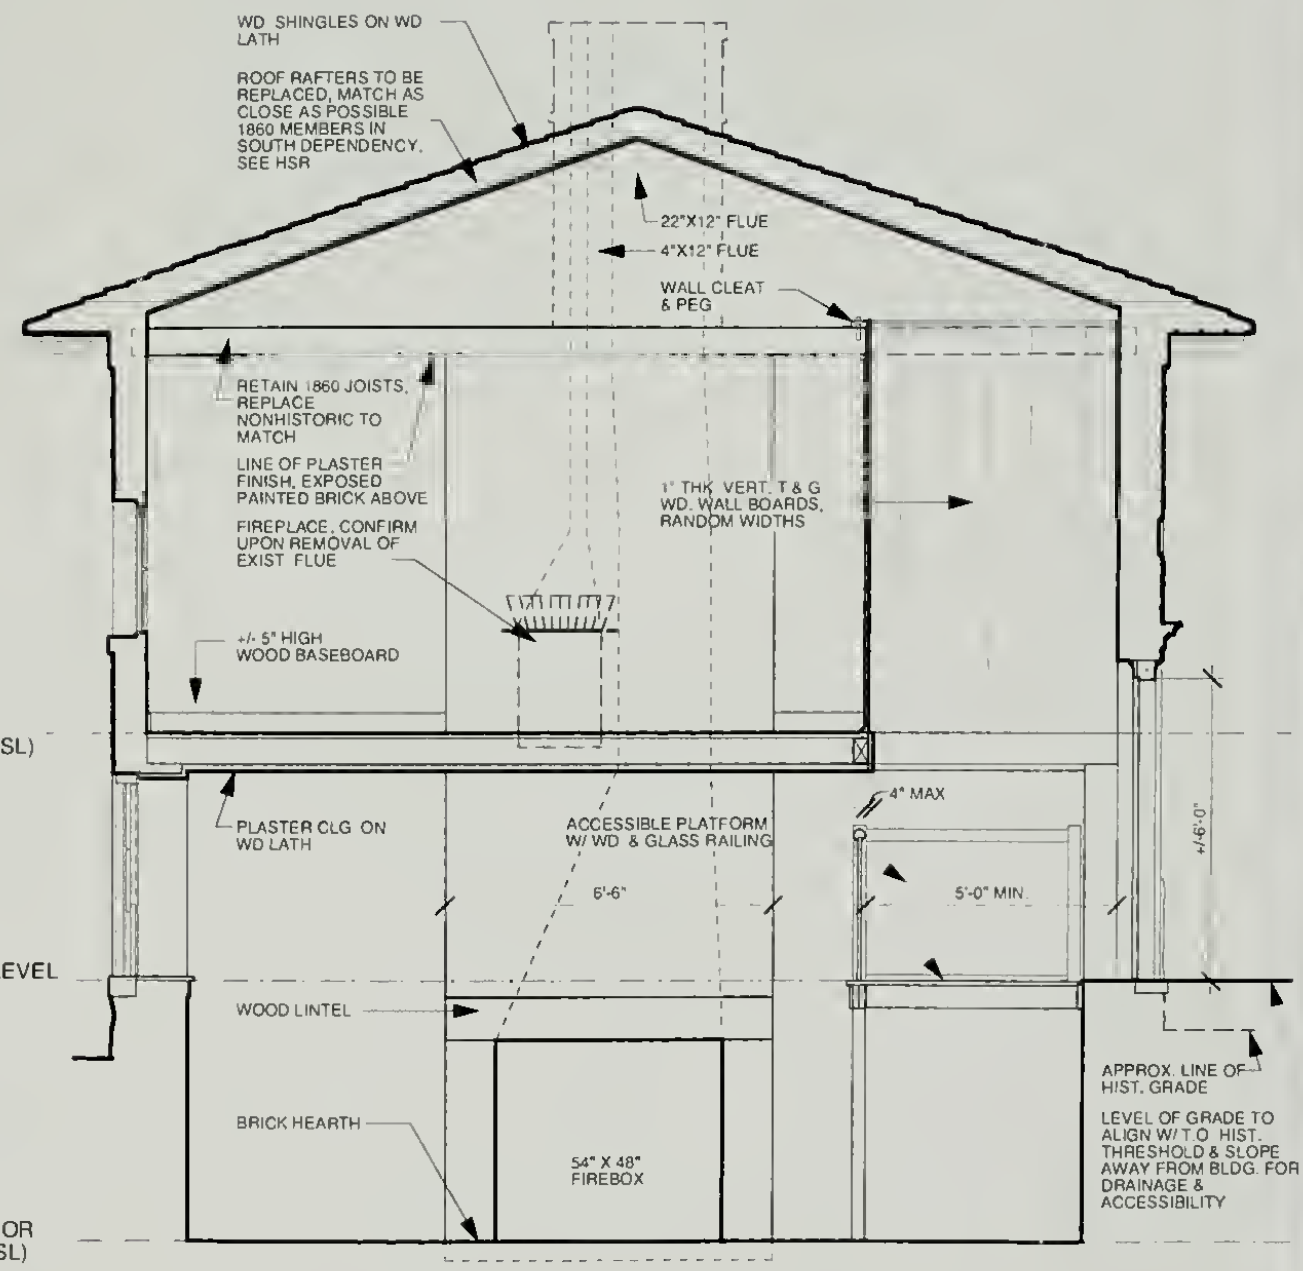 WD SHINGLES ON WD
LATH
ROOF RAFTERS TO BE
REPLACED, MATCH AS
CLOSE AS POSSIBLE
1860 MEMBERS IN
SOUTH DEPENDENCY,
SEE HSR
22"X12" FLUE
4"X12" FLUE
WALL CLEAT
& PEG
RETAIN 1860 JOISTS,
REPLACE
NONHISTORIC TO
MATCH
LINE OF PLASTER
FINISH, EXPOSED
PAINTED BRICK ABOVE
FIREPLACE, CONFIRM
UPON REMOVAL OF
EXIST FLUE
1" THK VERT. T & G
WD. WALL BOARDS,
RANDOM WIDTHS
+/- 5" HIGH
WOOD BASEBOARD
SL)
PLASTER CLG ON
WD LATH
ACCESSIBLE PLATFORM
W/ WD & GLASS RAILING
4" MAX
+/-6'-0"
6'-6"
5'-0" MIN.
EVEL
WOOD LINTEL
BRICK HEARTH
54" X 48"
FIREBOX
APPROX. LINE OF
HIST. GRADE
LEVEL OF GRADE TO
ALIGN W/ T.O HIST.
THRESHOLD & SLOPE
AWAY FROM BLDG. FOR
DRAINAGE &
ACCESSIBILITY
OR
SL)